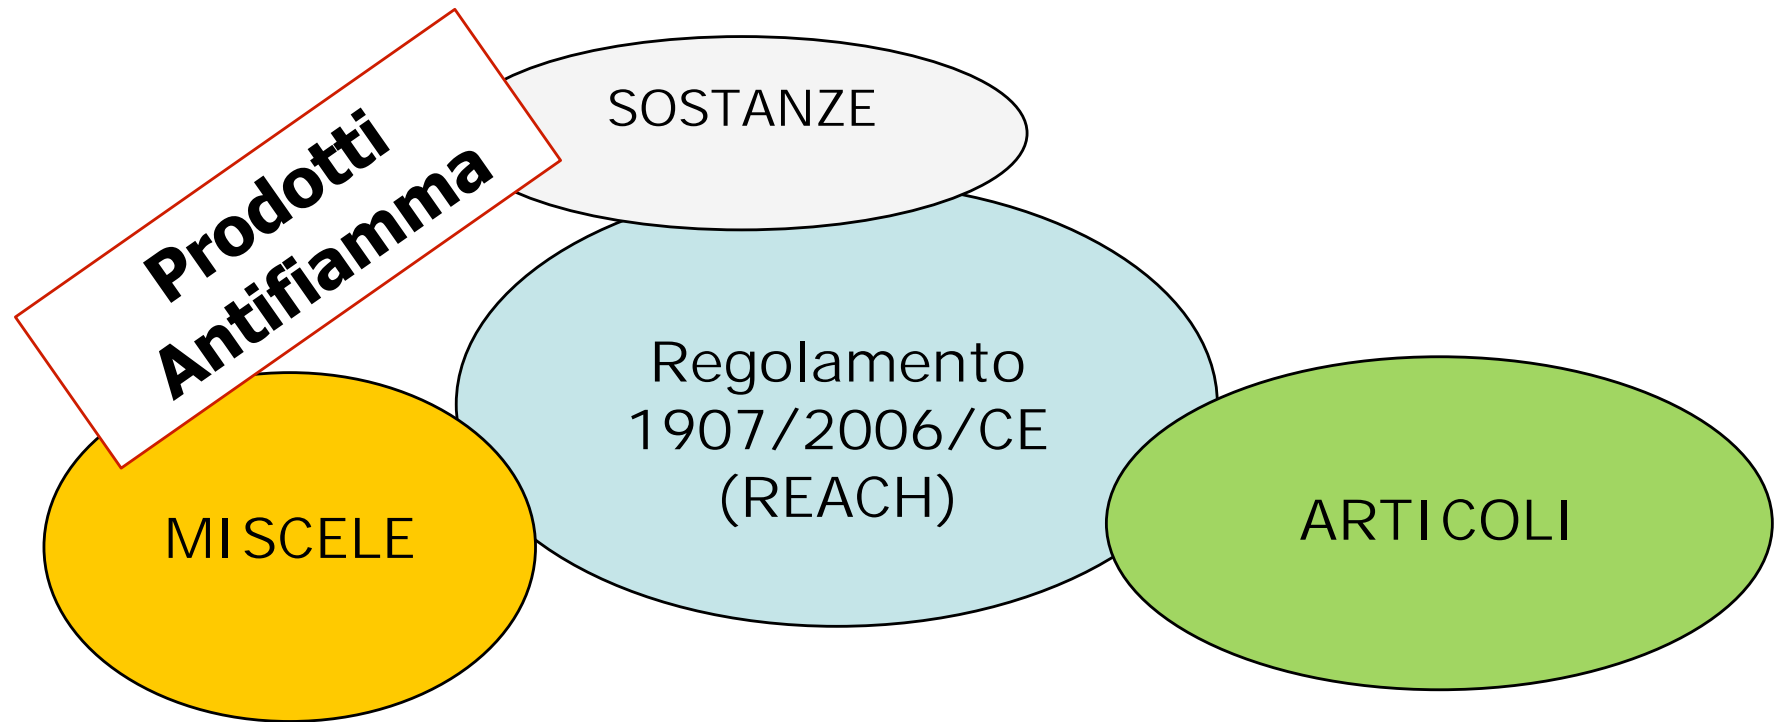 Prodotti
Antifiamma
SOSTANZE
Regolamento
1907/2006/CE
(REACH)
MISCELE
ARTICOLI